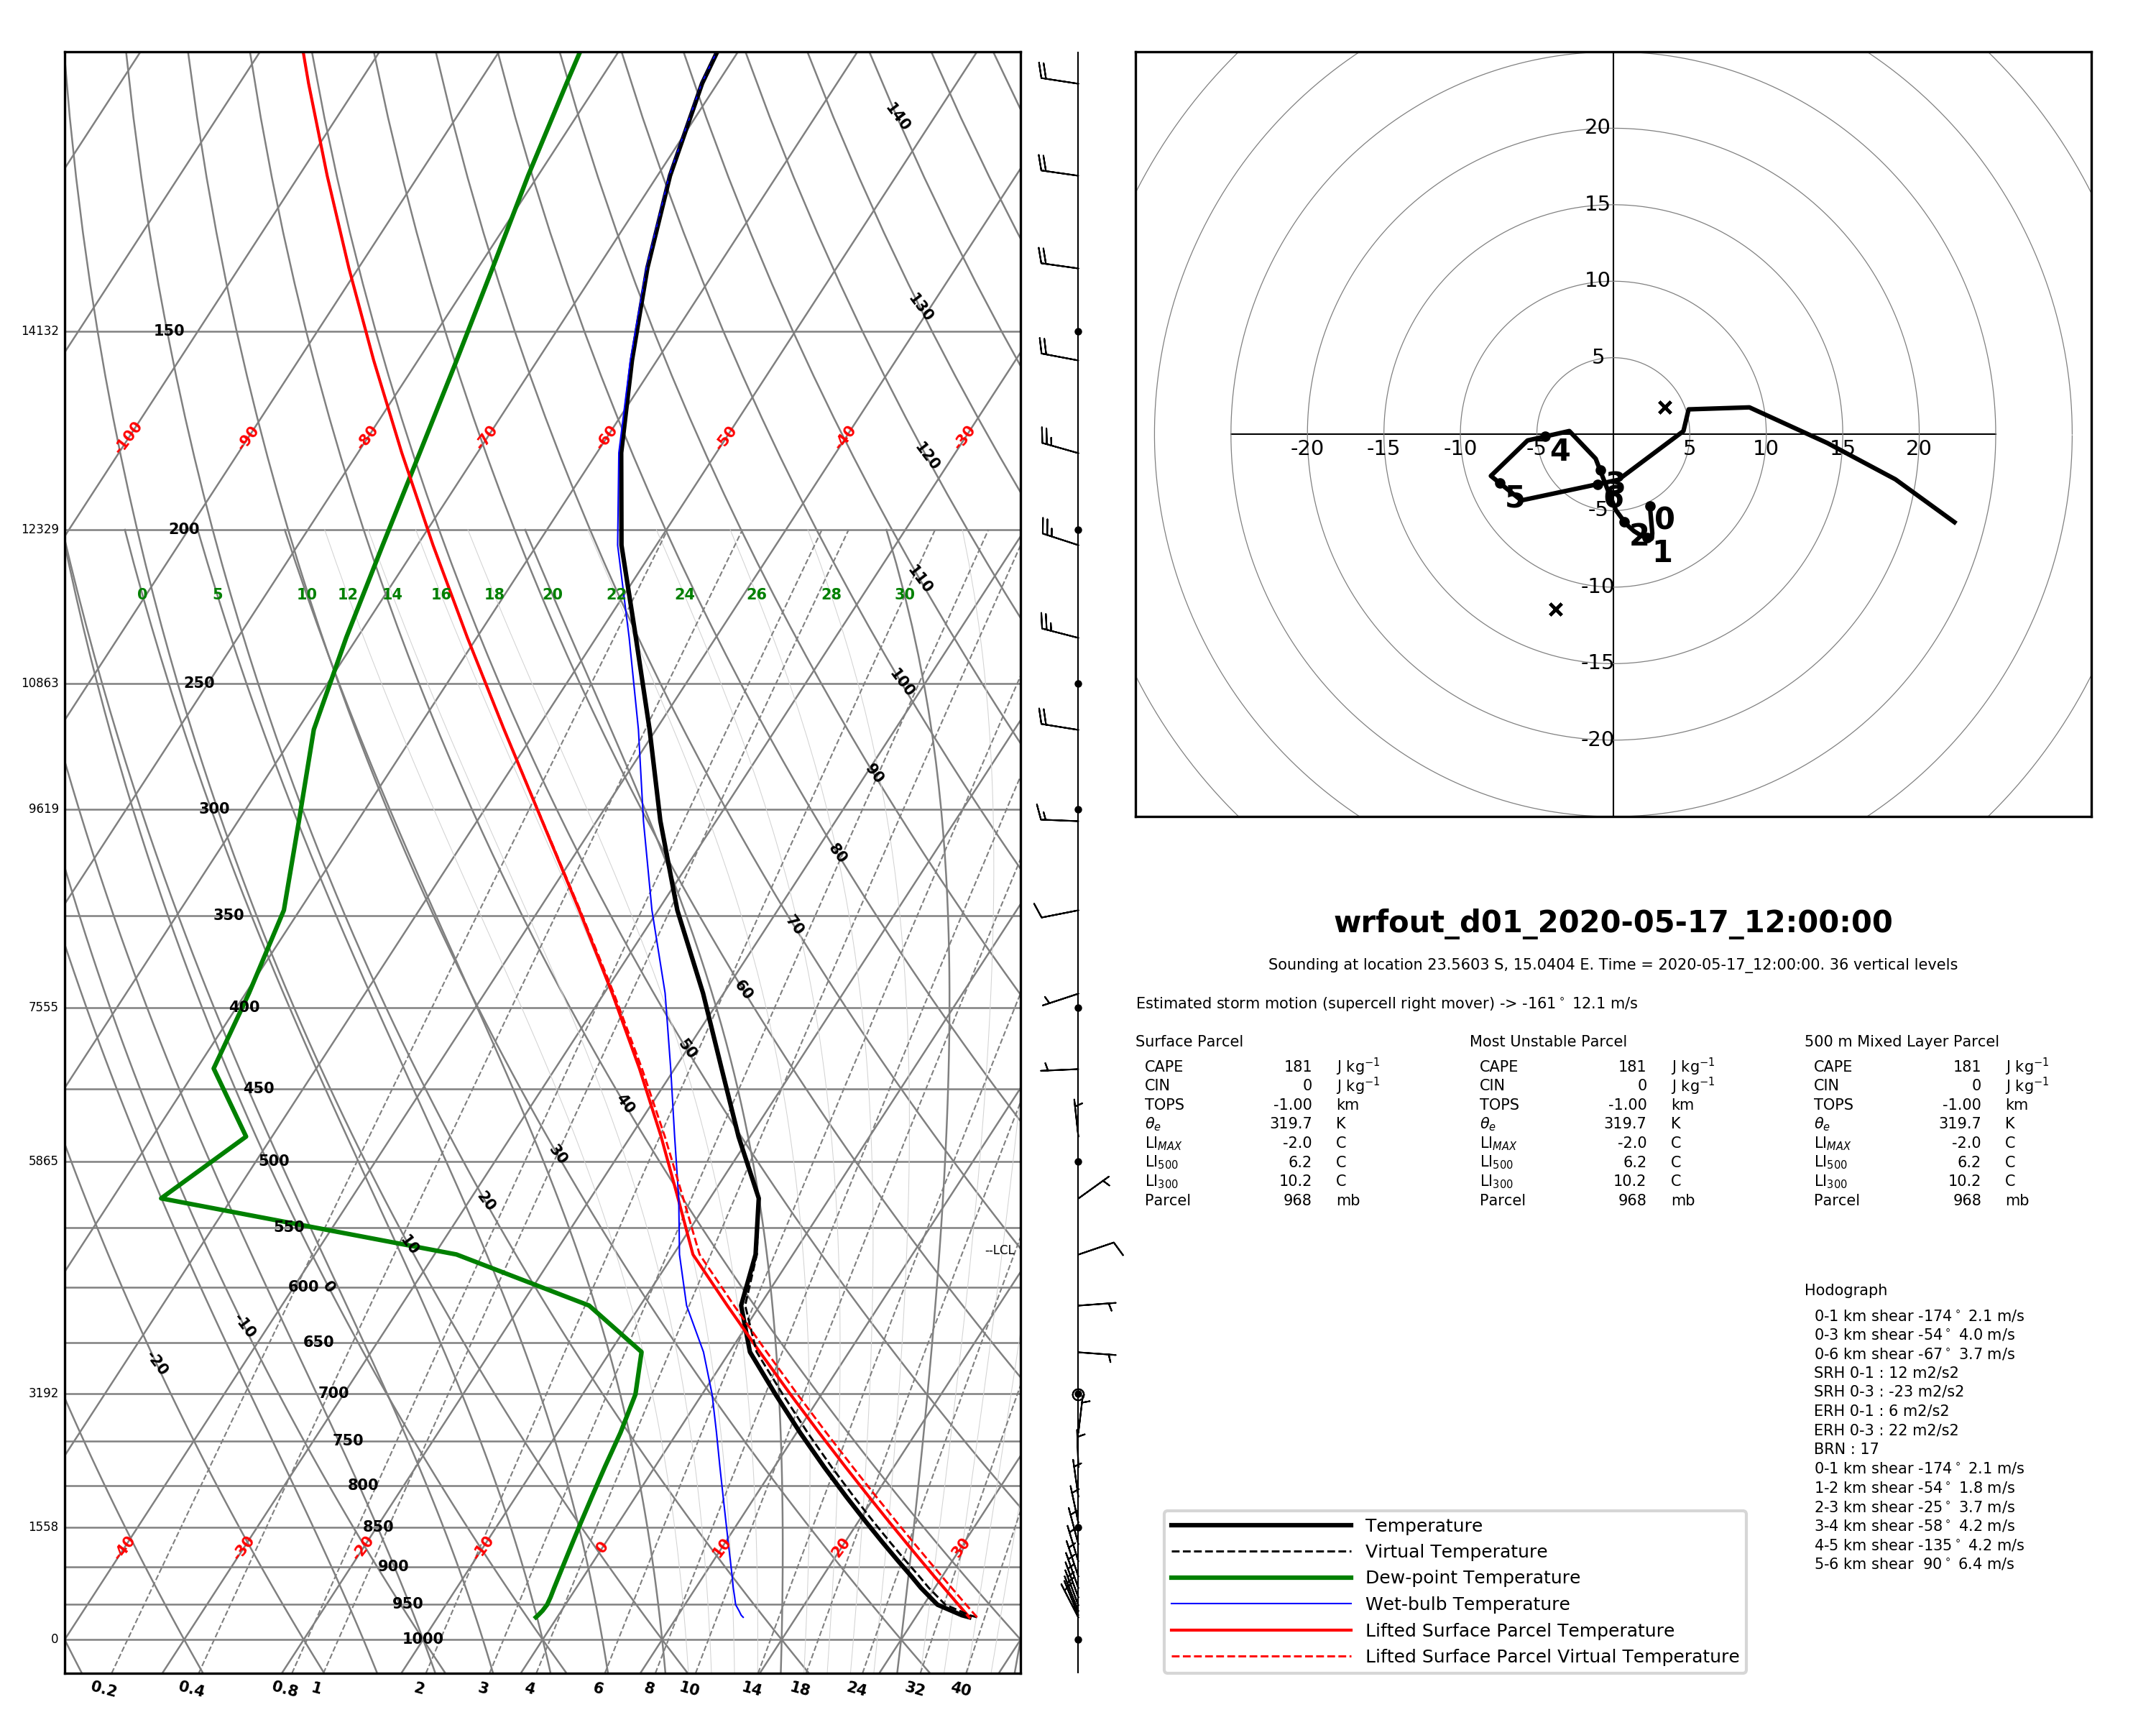 140
130
120
110
100
90
80
70
60
50
40
30
20
10
0
-10
-20
14132 150
12329 200
10863 250
9619 300
350
7555 400
450
5865 500
550
600
650
3192 700
750
800
1558 850
900
950
0 1000
-100 -90 -80 -70 -60 -50 -40 -30
0 5 10 12 14 16 18 20 22 24 26 28 30
--LCL
-40 -30 -20 -10 0 10 20 30
0.2 0.4 0.8 1 2 3 4 6 8 10 14 18 24 32 40
20
15
10
5
-20 -15 -10 -5 5 10 15 20
-5
-10
-15
-20
0
1
2
3
4
5
6
wrfout_d01_2020-05-17_12:00:00
Sounding at location 23.5603 S, 15.0404 E. Time = 2020-05-17_12:00:00. 36 vertical levels
Estimated storm motion (supercell right mover) -> -161° 12.1 m/s
Surface Parcel
CAPE 181 J kg−1
CIN 0 J kg−1
TOPS -1.00 km
θe 319.7 K
LIMAX -2.0 C
LI500 6.2 C
LI300 10.2 C
Parcel 968 mb
Most Unstable Parcel
CAPE 181 J kg−1
CIN 0 J kg−1
TOPS -1.00 km
θe 319.7 K
LIMAX -2.0 C
LI500 6.2 C
LI300 10.2 C
Parcel 968 mb
500 m Mixed Layer Parcel
CAPE 181 J kg−1
CIN 0 J kg−1
TOPS -1.00 km
θe 319.7 K
LIMAX -2.0 C
LI500 6.2 C
LI300 10.2 C
Parcel 968 mb
Hodograph
0-1 km shear -174° 2.1 m/s
0-3 km shear -54° 4.0 m/s
0-6 km shear -67° 3.7 m/s
SRH 0-1 : 12 m2/s2
SRH 0-3 : -23 m2/s2
ERH 0-1 : 6 m2/s2
ERH 0-3 : 22 m2/s2
BRN : 17
0-1 km shear -174° 2.1 m/s
1-2 km shear -54° 1.8 m/s
2-3 km shear -25° 3.7 m/s
3-4 km shear -58° 4.2 m/s
4-5 km shear -135° 4.2 m/s
5-6 km shear 90° 6.4 m/s
Temperature
Virtual Temperature
Dew-point Temperature
Wet-bulb Temperature
Lifted Surface Parcel Temperature
Lifted Surface Parcel Virtual Temperature